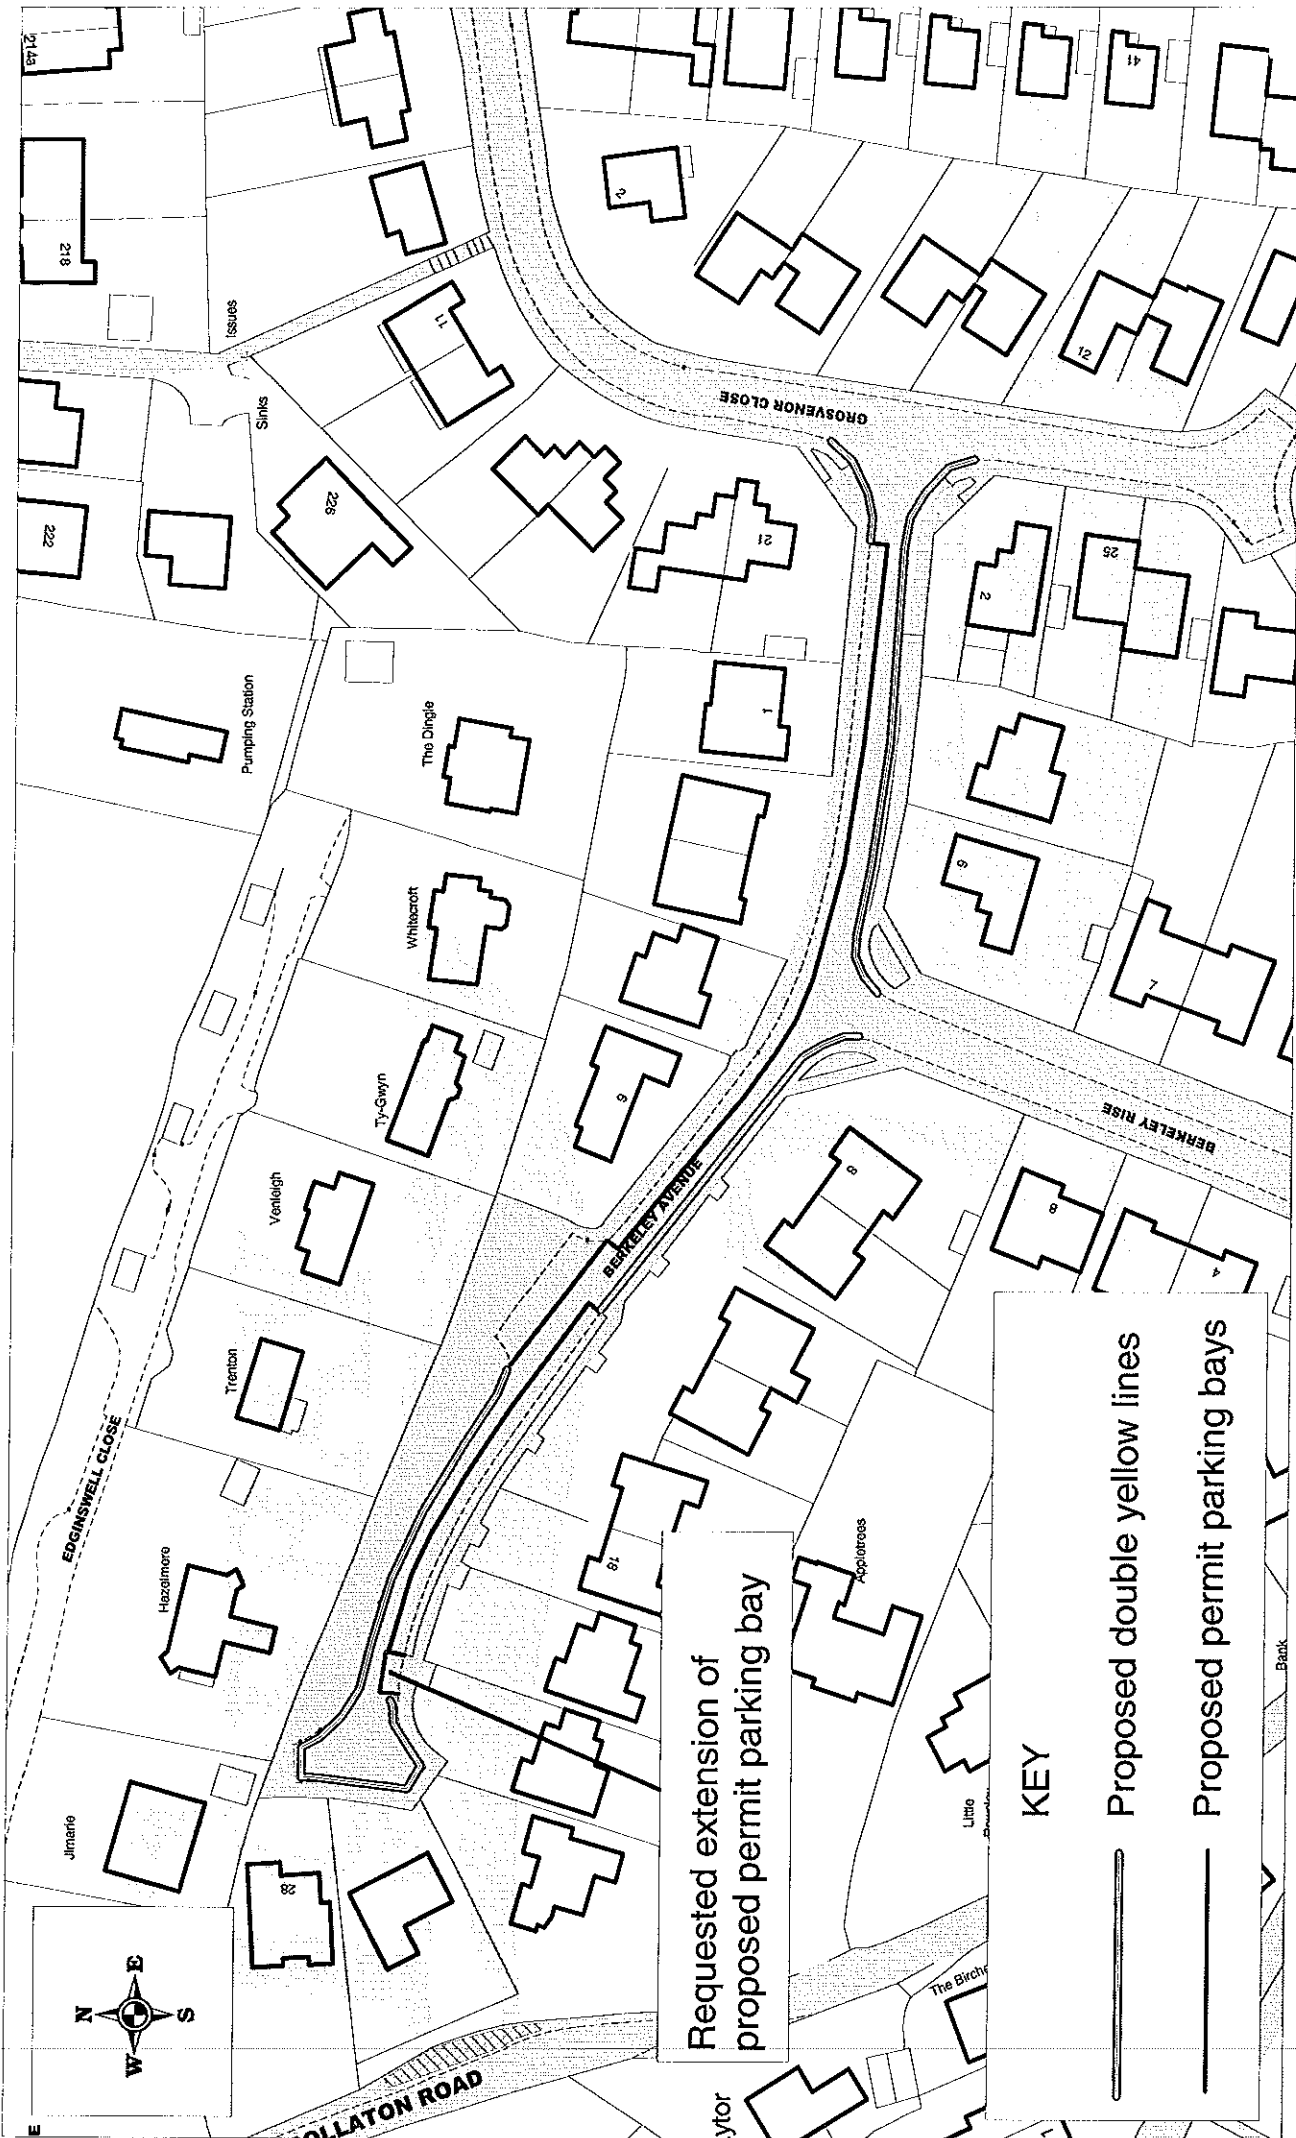 214a
218
Issues
Sinks
222
226
11
21
2
41
12
GROSVENOR CLOSE
2
25
Pumping Station
The Dingle
1
Whitecroft
6
7
Ty-Gwyn
9
BERKELEY RISE
Venleigh
BERKELEY AVENUE
8
8
4
Trenton
EDGINSWELL CLOSE
Hazelmore
18
Appletrees
Jimarie
28
Little
Bank
The Birche
OLLATON ROAD
ytor
E
N
E
S
W
Requested extension of
proposed permit parking bay
KEY
Proposed double yellow lines
Proposed permit parking bays